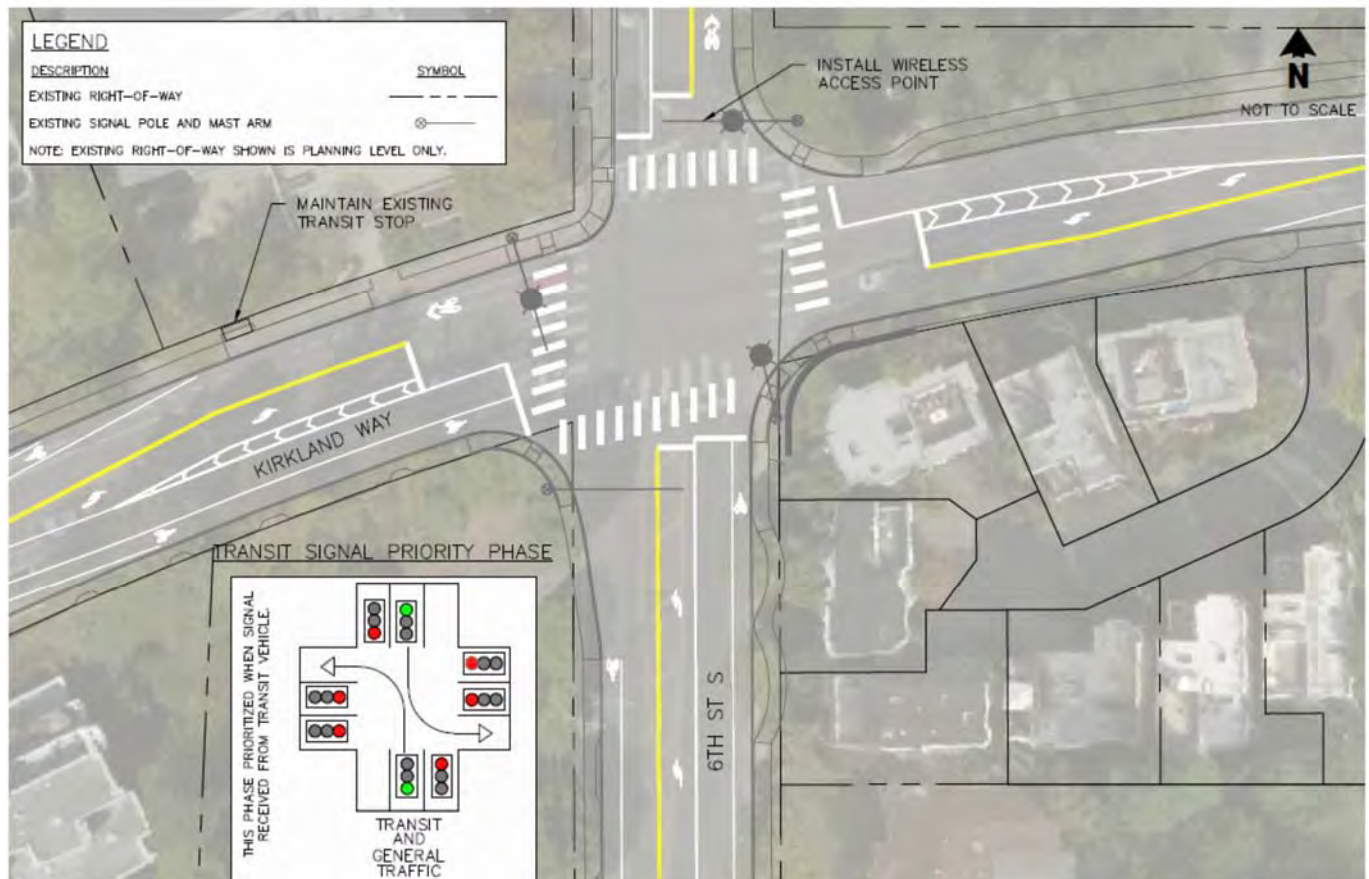 LEGEND
DESCRIPTION SYMBOL
EXISTING RIGHT-OF-WAY
EXISTING SIGNAL POLE AND MAST ARM
NOTE: EXISTING RIGHT-OF-WAY SHOWN IS PLANNING LEVEL ONLY.
INSTALL WIRELESS
ACCESS POINT
N
NOT TO SCALE
MAINTAIN EXISTING
TRANSIT STOP
KIRKLAND WAY
6TH ST S
TRANSIT SIGNAL PRIORITY PHASE
THIS PHASE PRIORITIZED WHEN SIGNAL
RECEIVED FROM TRANSIT VEHICLE.
TRANSIT
AND
GENERAL
TRAFFIC